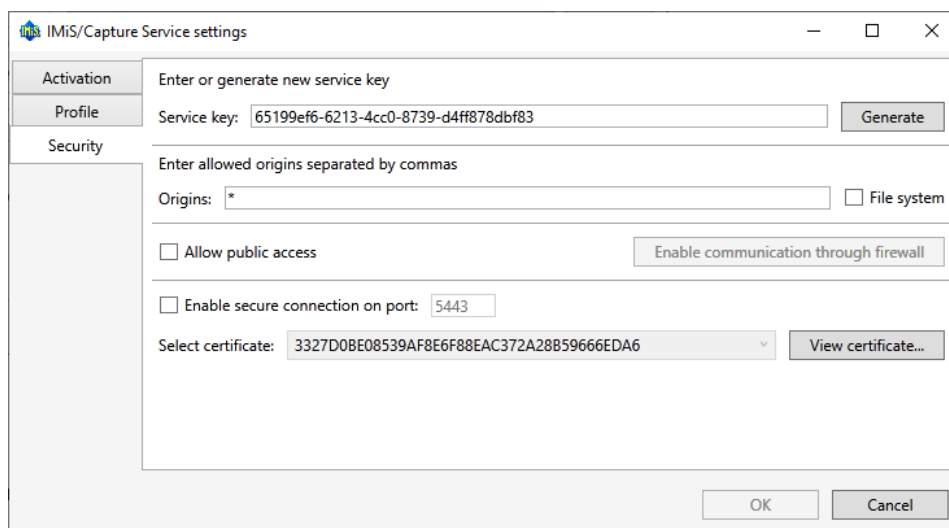 IMiS/Capture Service settings
Activation
Profile
Security
Enter or generate new service key
Service key: 65199ef6-6213-4cc0-8739-d4ff878dbf83 Generate
Enter allowed origins separated by commas
Origins: * File system
Allow public access Enable communication through firewall
Enable secure connection on port: 5443
Select certificate: 3327D0BE08539AF8E6F88EAC372A28B59666EDA6 View certificate...
OK Cancel